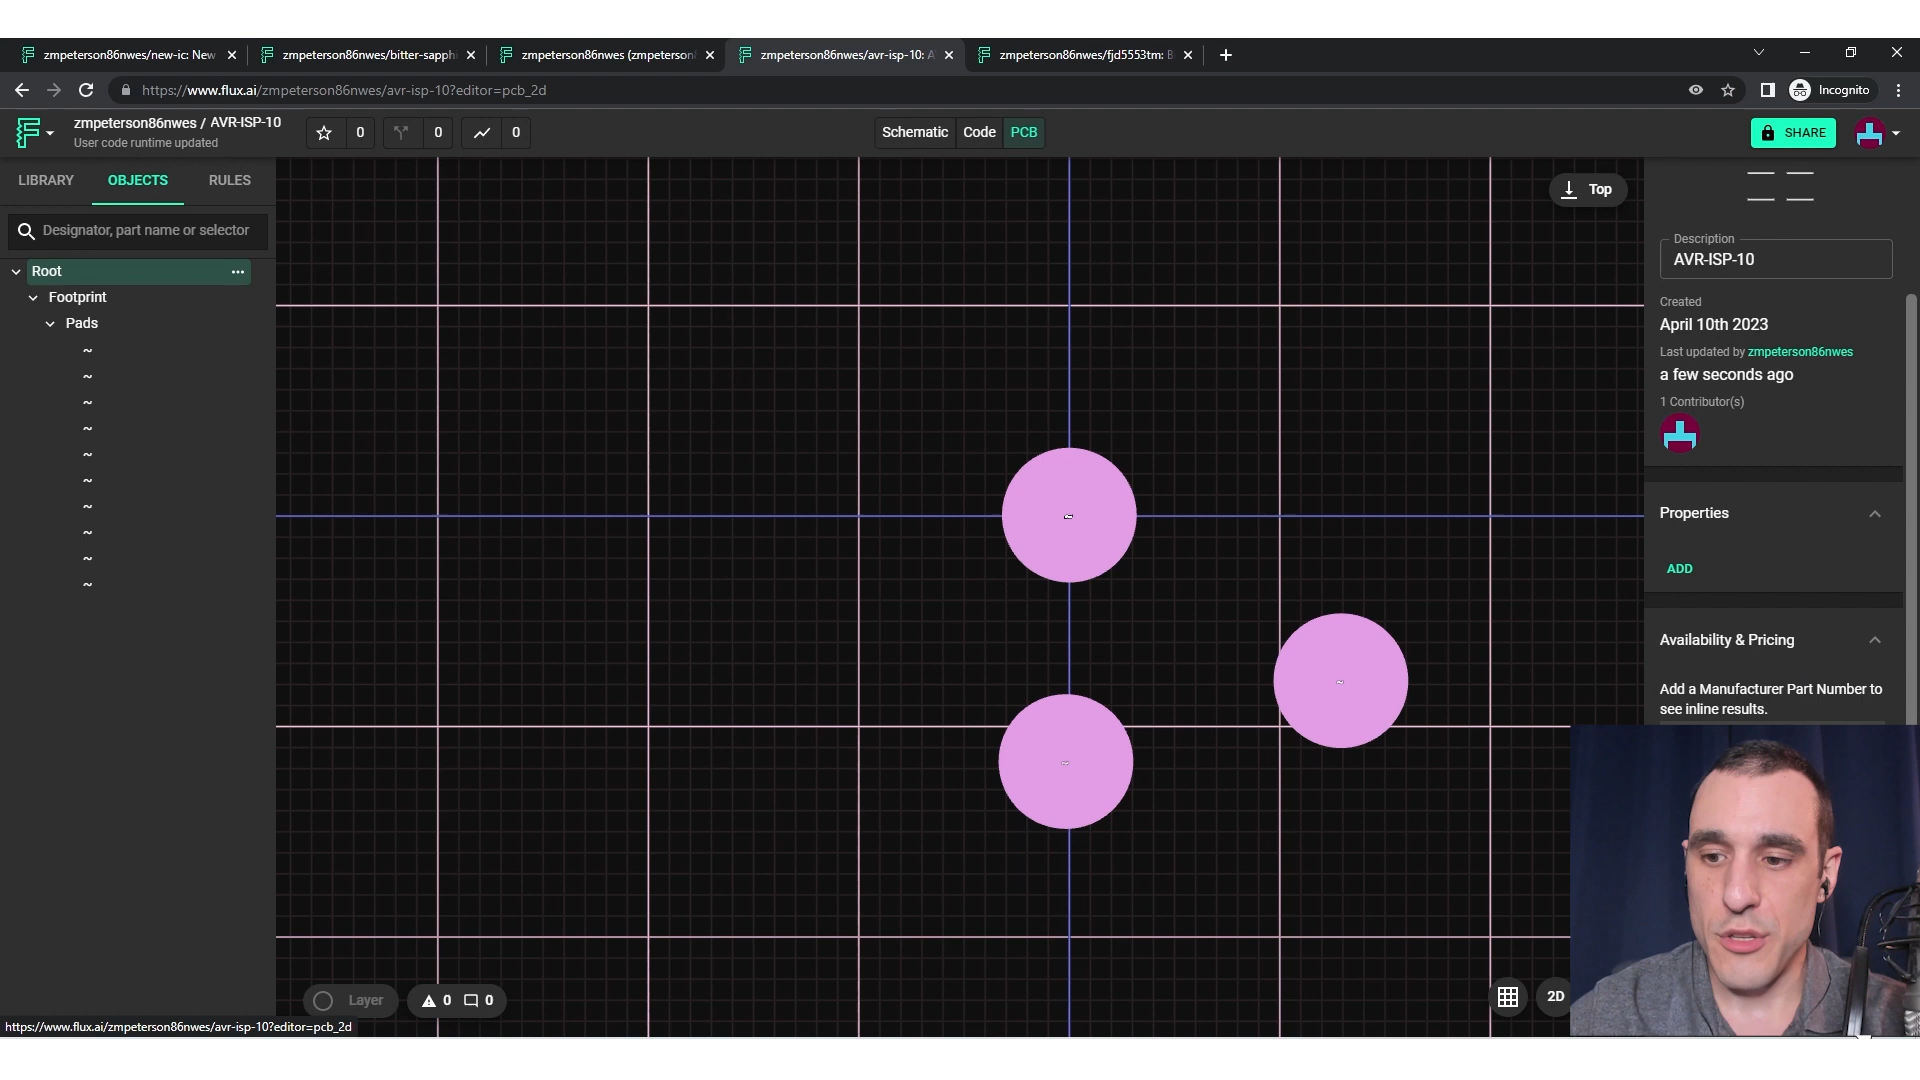 zmpeterson86nwes/new-ic: New
zmpeterson86nwes/bitter-sapphi
zmpeterson86nwes (zmpeterson
zmpeterson86nwes/avr-isp-10: A
zmpeterson86nwes/fjd5553tm: B
https://www.flux.ai/zmpeterson86nwes/avr-isp-10?editor=pcb_2d
Incognito
zmpeterson86nwes / AVR-ISP-10
User code runtime updated
0
0
0
Schematic
Code
PCB
SHARE
LIBRARY
OBJECTS
RULES
Designator, part name or selector
Root
Footprint
Pads
~
~
~
~
~
~
~
~
~
~
Top
Description
AVR-ISP-10
Created
April 10th 2023
Last updated by zmpeterson86nwes
a few seconds ago
1 Contributor(s)
Properties
ADD
Availability & Pricing
Add a Manufacturer Part Number to
see inline results.
Layer
0
0
2D
https://www.flux.ai/zmpeterson86nwes/avr-isp-10?editor=pcb_2d